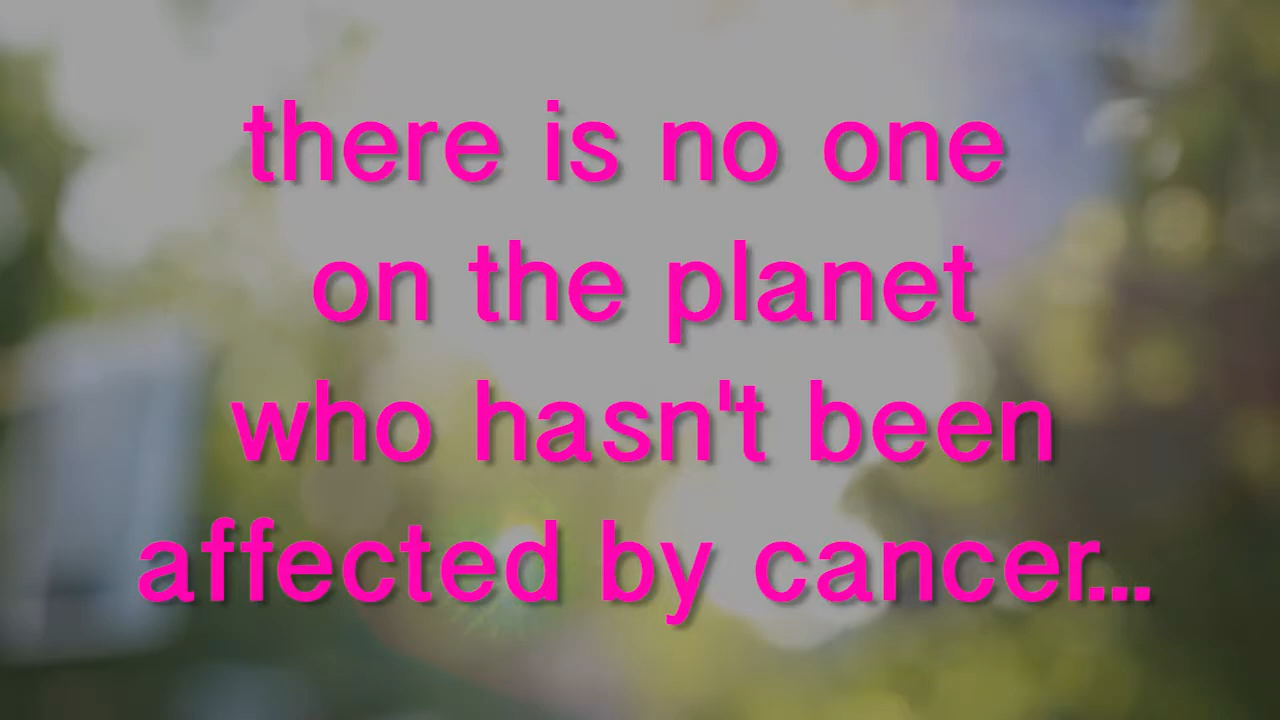 there is no one
on the planet
who hasn't been
affected by cancer...